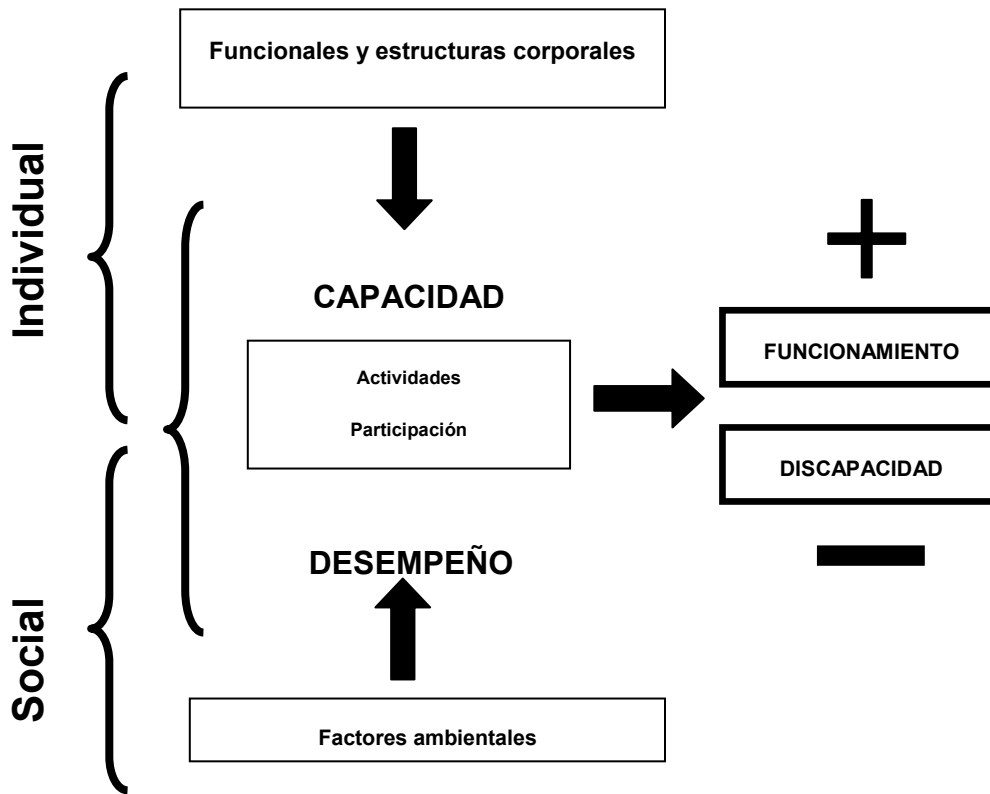 Funcionales y estructuras corporales
Individual
CAPACIDAD
Actividades
Participación
FUNCIONAMIENTO
DISCAPACIDAD
DESEMPEÑO
Social
Factores ambientales